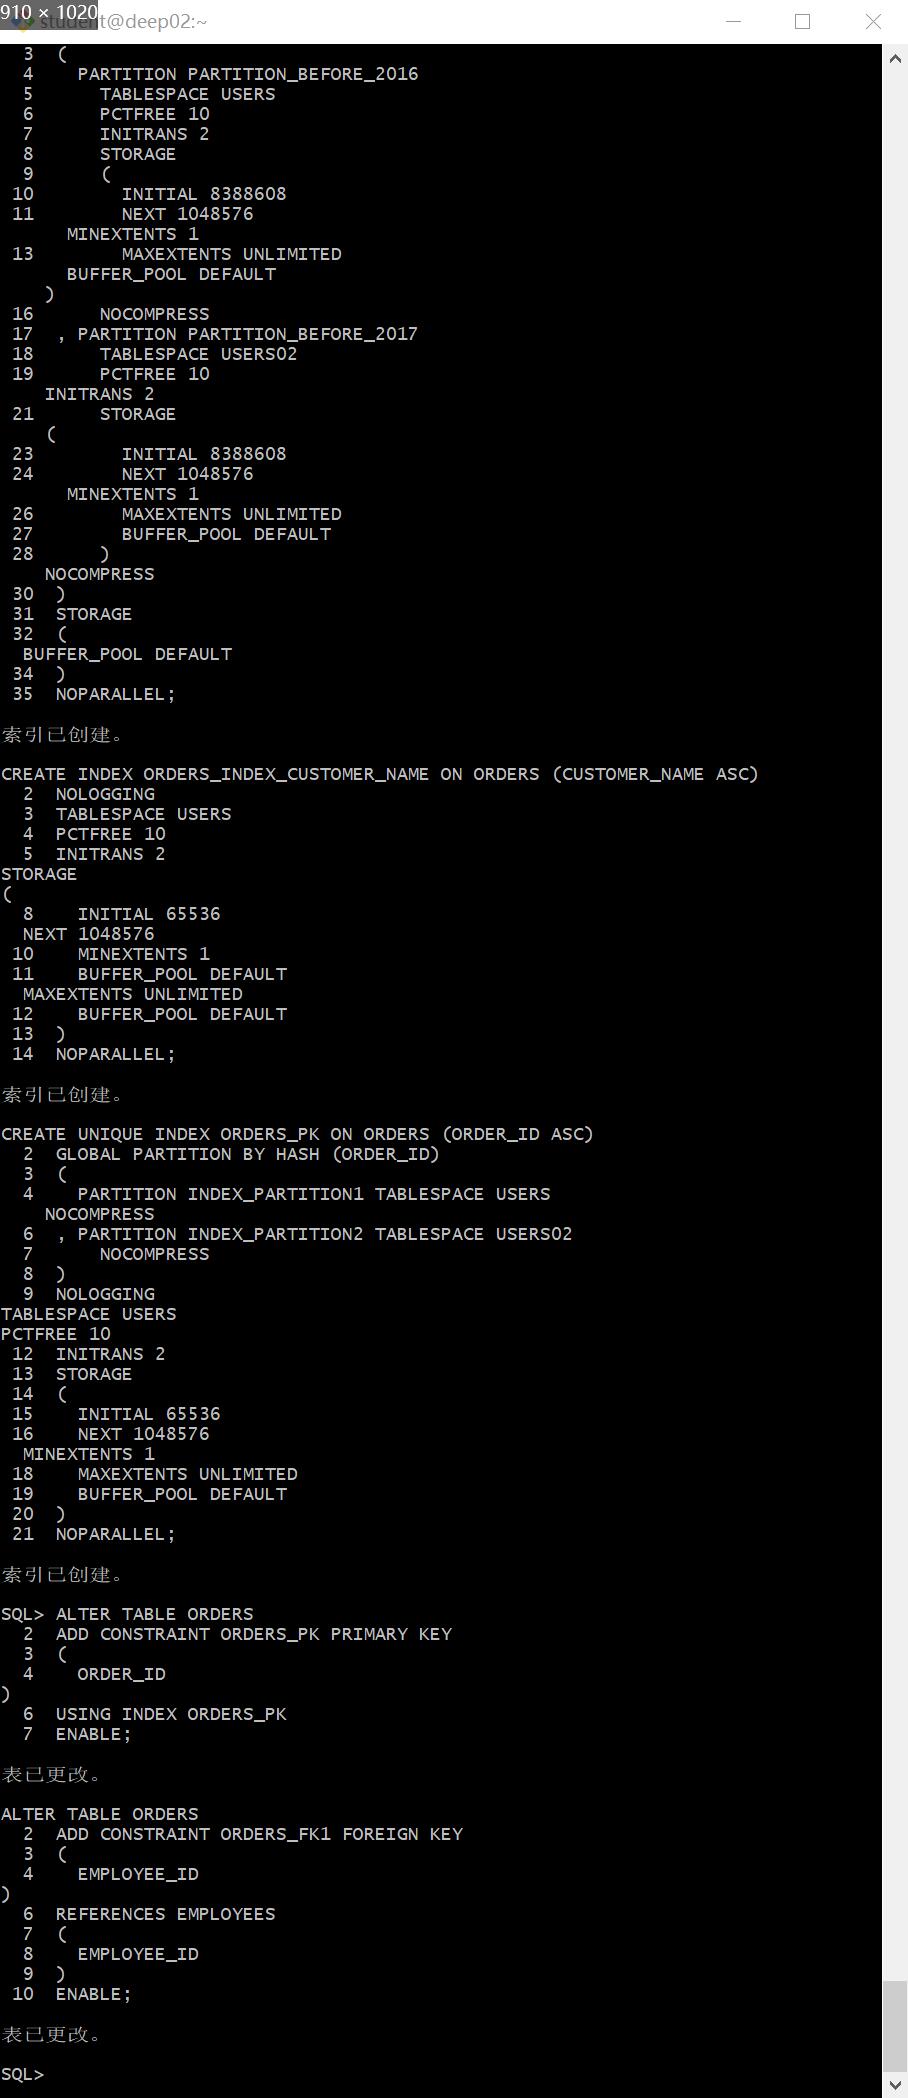 910 × 1020
student@deep02:~
3 (
4 PARTITION PARTITION_BEFORE_2016
5 TABLESPACE USERS
6 PCTFREE 10
7 INITRANS 2
8 STORAGE
9 (
10 INITIAL 8388608
11 NEXT 1048576
MINEXTENTS 1
13 MAXEXTENTS UNLIMITED
BUFFER_POOL DEFAULT
)
16 NOCOMPRESS
17 , PARTITION PARTITION_BEFORE_2017
18 TABLESPACE USERS02
19 PCTFREE 10
INITRANS 2
21 STORAGE
(
23 INITIAL 8388608
24 NEXT 1048576
MINEXTENTS 1
26 MAXEXTENTS UNLIMITED
27 BUFFER_POOL DEFAULT
28 )
NOCOMPRESS
30 )
31 STORAGE
32 (
BUFFER_POOL DEFAULT
34 )
35 NOPARALLEL;
索引已创建。
CREATE INDEX ORDERS_INDEX_CUSTOMER_NAME ON ORDERS (CUSTOMER_NAME ASC)
2 NOLOGGING
3 TABLESPACE USERS
4 PCTFREE 10
5 INITRANS 2
STORAGE
(
8 INITIAL 65536
NEXT 1048576
10 MINEXTENTS 1
11 BUFFER_POOL DEFAULT
MAXEXTENTS UNLIMITED
12 BUFFER_POOL DEFAULT
13 )
14 NOPARALLEL;
索引已创建。
CREATE UNIQUE INDEX ORDERS_PK ON ORDERS (ORDER_ID ASC)
2 GLOBAL PARTITION BY HASH (ORDER_ID)
3 (
4 PARTITION INDEX_PARTITION1 TABLESPACE USERS
NOCOMPRESS
6 , PARTITION INDEX_PARTITION2 TABLESPACE USERS02
7 NOCOMPRESS
8 )
9 NOLOGGING
TABLESPACE USERS
PCTFREE 10
12 INITRANS 2
13 STORAGE
14 (
15 INITIAL 65536
16 NEXT 1048576
MINEXTENTS 1
18 MAXEXTENTS UNLIMITED
19 BUFFER_POOL DEFAULT
20 )
21 NOPARALLEL;
索引已创建。
SQL> ALTER TABLE ORDERS
2 ADD CONSTRAINT ORDERS_PK PRIMARY KEY
3 (
4 ORDER_ID
)
6 USING INDEX ORDERS_PK
7 ENABLE;
表已更改。
ALTER TABLE ORDERS
2 ADD CONSTRAINT ORDERS_FK1 FOREIGN KEY
3 (
4 EMPLOYEE_ID
)
6 REFERENCES EMPLOYEES
7 (
8 EMPLOYEE_ID
9 )
10 ENABLE;
表已更改。
SQL>